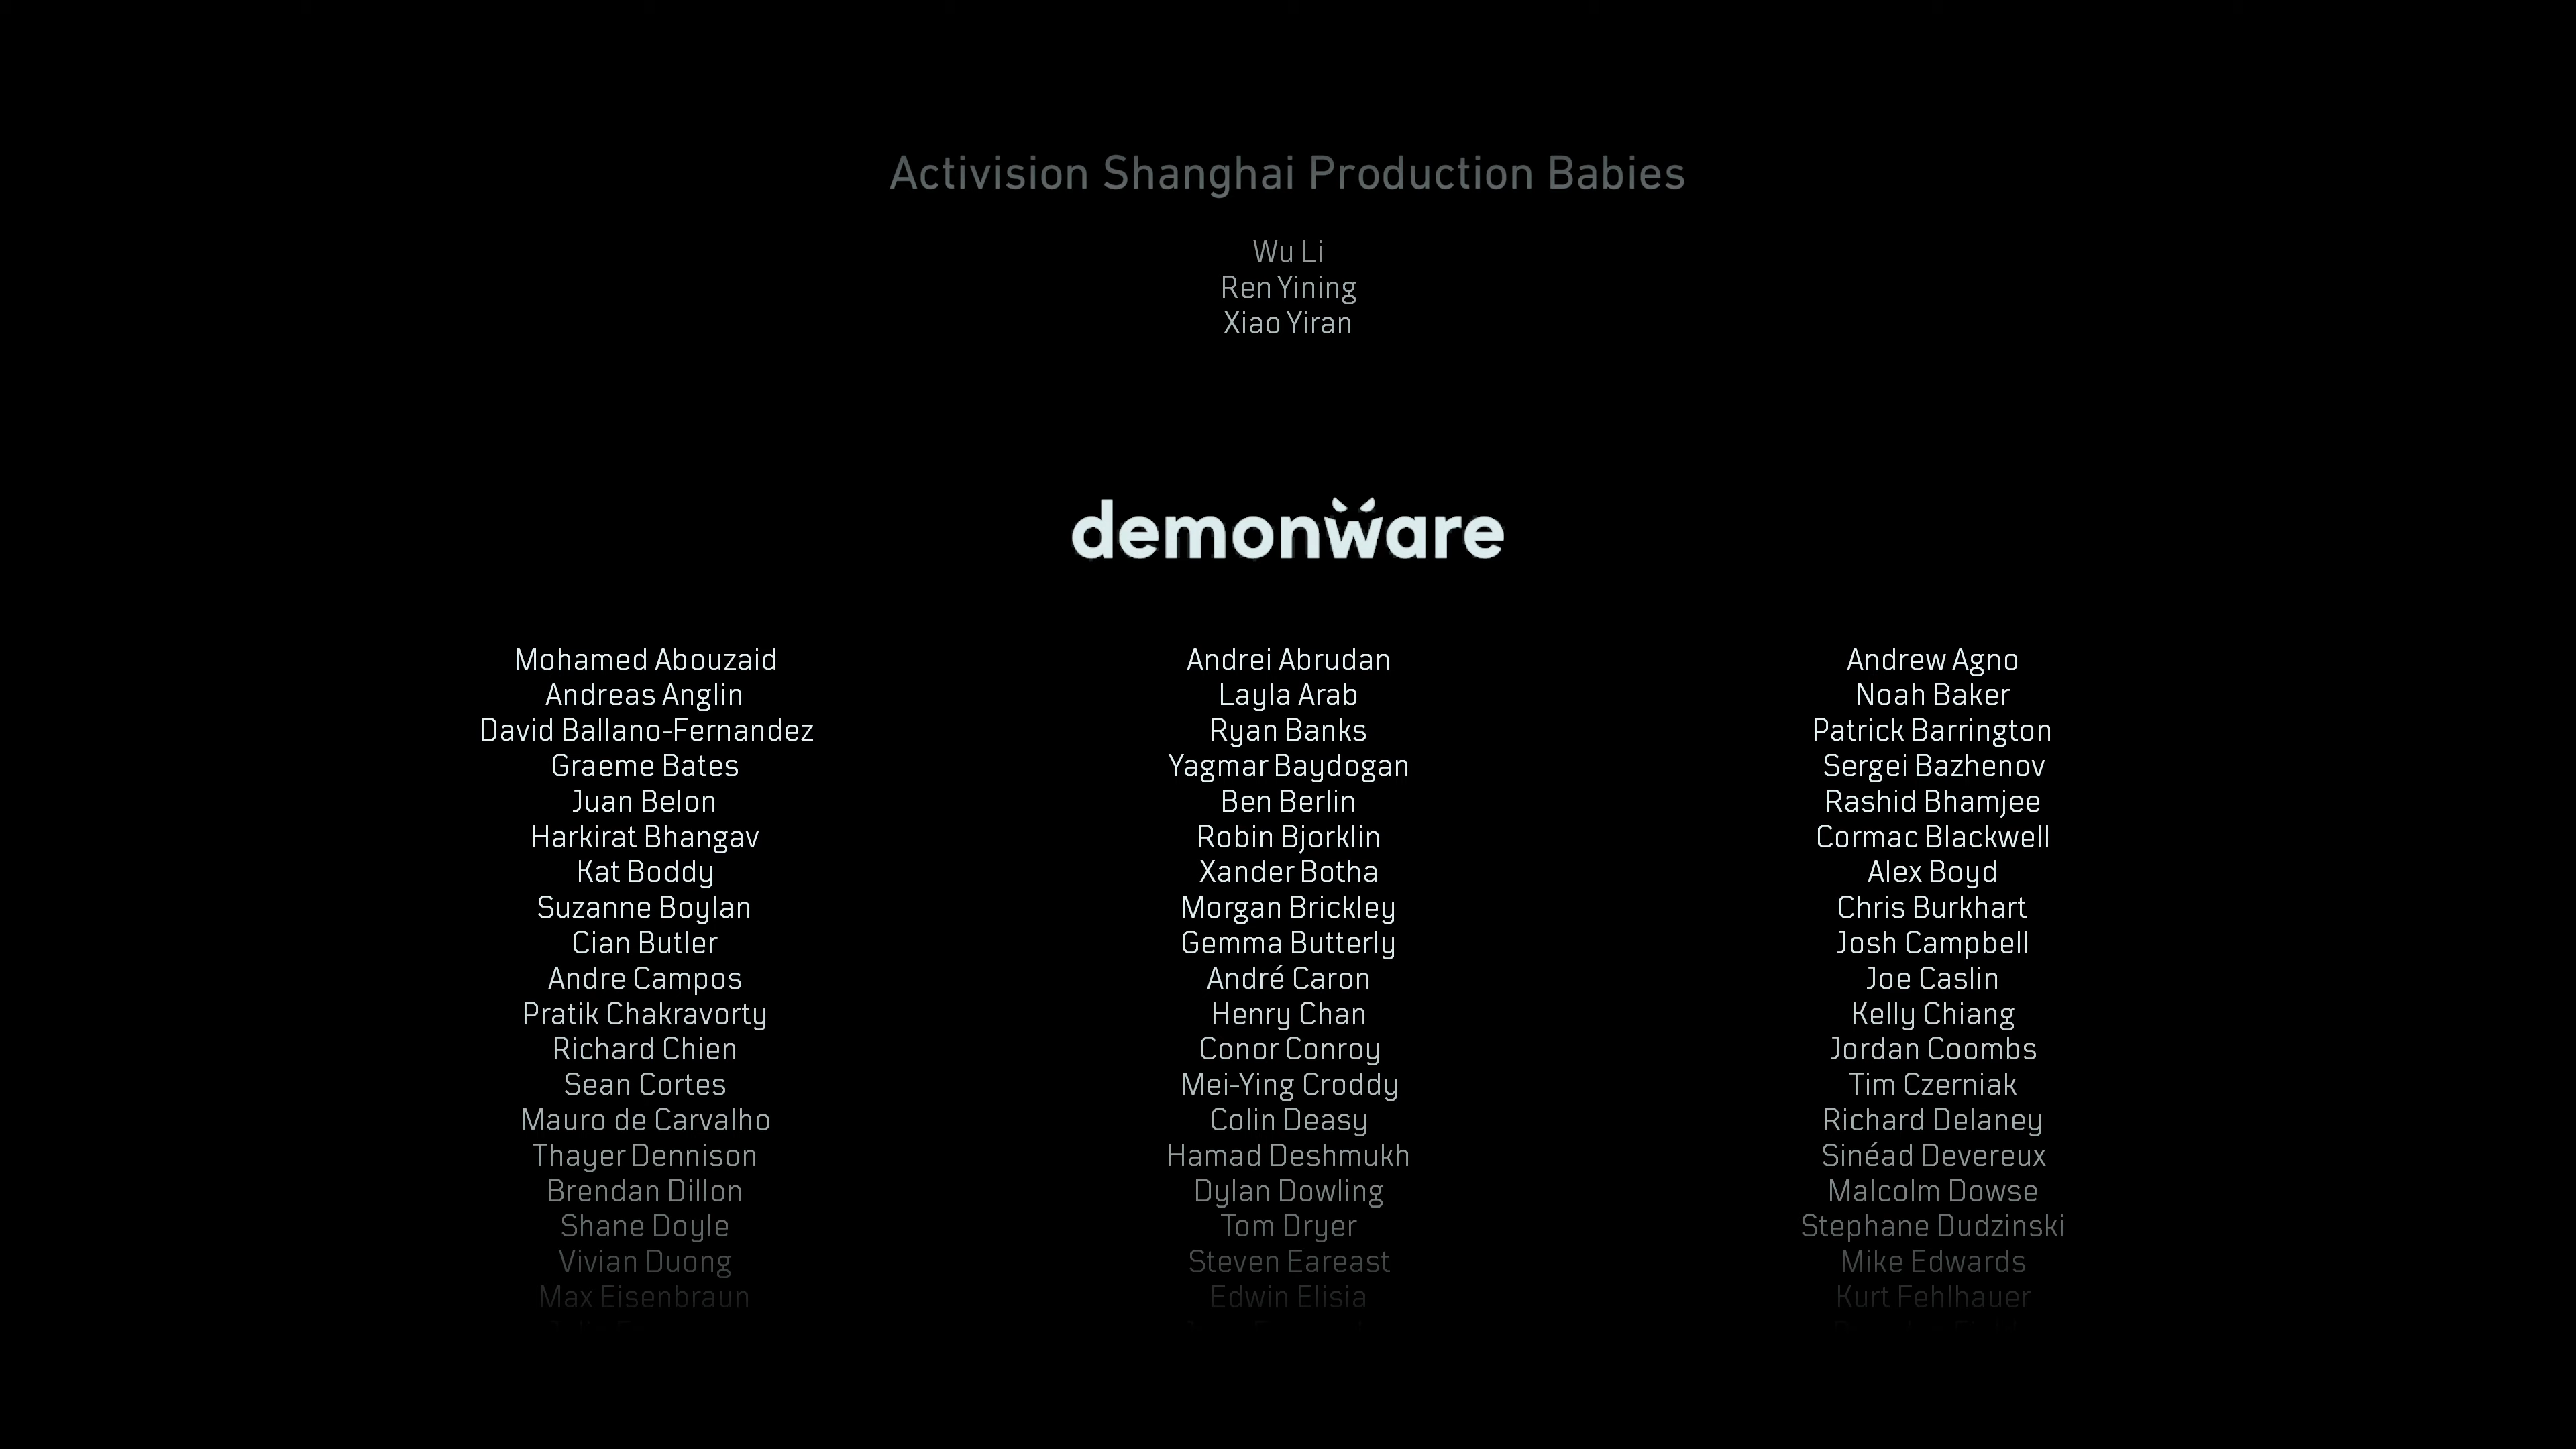 Activision Shanghai Production Babies
Wu Li
Ren Yining
Xiao Yiran
demonware
Mohamed Abouzaid Andrei Abrudan Andrew Agno
Andreas Anglin Layla Arab Noah Baker
David Ballano-Fernandez Ryan Banks Patrick Barrington
Graeme Bates Yagmar Baydogan Sergei Bazhenov
Juan Belon Ben Berlin Rashid Bhamjee
Harkirat Bhangav Robin Bjorklin Cormac Blackwell
Kat Boddy Xander Botha Alex Boyd
Suzanne Boylan Morgan Brickley Chris Burkhart
Cian Butler Gemma Butterly Josh Campbell
Andre Campos André Caron Joe Caslin
Pratik Chakravorty Henry Chan Kelly Chiang
Richard Chien Conor Conroy Jordan Coombs
Sean Cortes Mei-Ying Croddy Tim Czerniak
Mauro de Carvalho Colin Deasy Richard Delaney
Thayer Dennison Hamad Deshmukh Sinéad Devereux
Brendan Dillon Dylan Dowling Malcolm Dowse
Shane Doyle Tom Dryer Stephane Dudzinski
Vivian Duong Steven Eareast Mike Edwards
Max Eisenbraun Edwin Elisia Kurt Fehlhauer